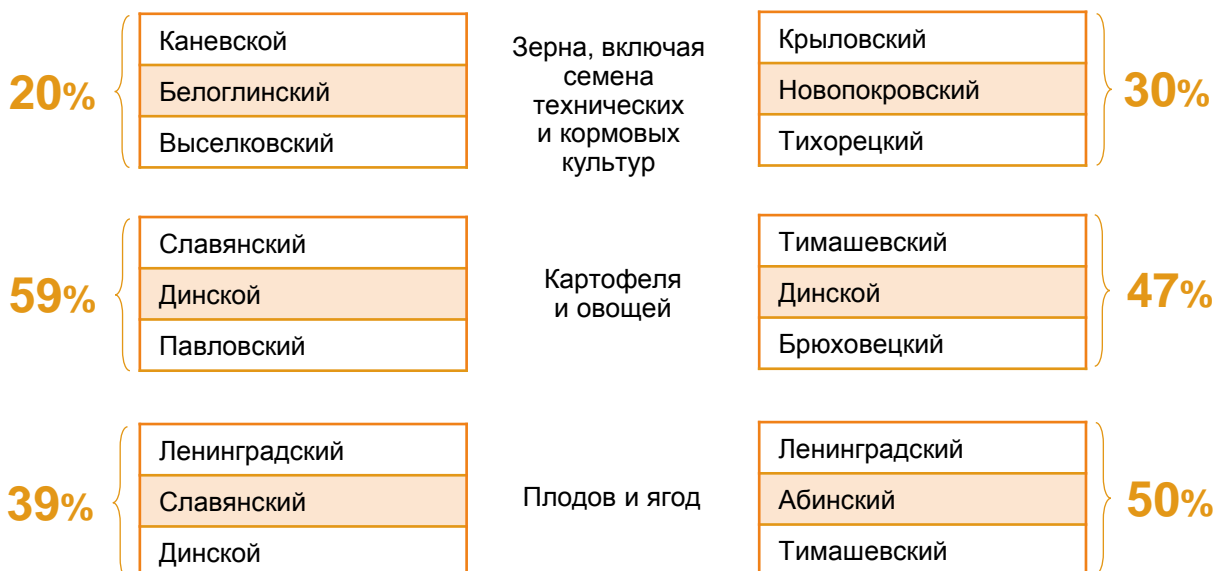 20%
Каневской
Белоглинский
Выселковский
Зерна, включая
семена
технических
и кормовых
культур
Крыловский
Новопокровский
Тихорецкий
30%
59%
Славянский
Динской
Павловский
Картофеля
и овощей
Тимашевский
Динской
Брюховецкий
47%
39%
Ленинградский
Славянский
Динской
Плодов и ягод
Ленинградский
Абинский
Тимашевский
50%